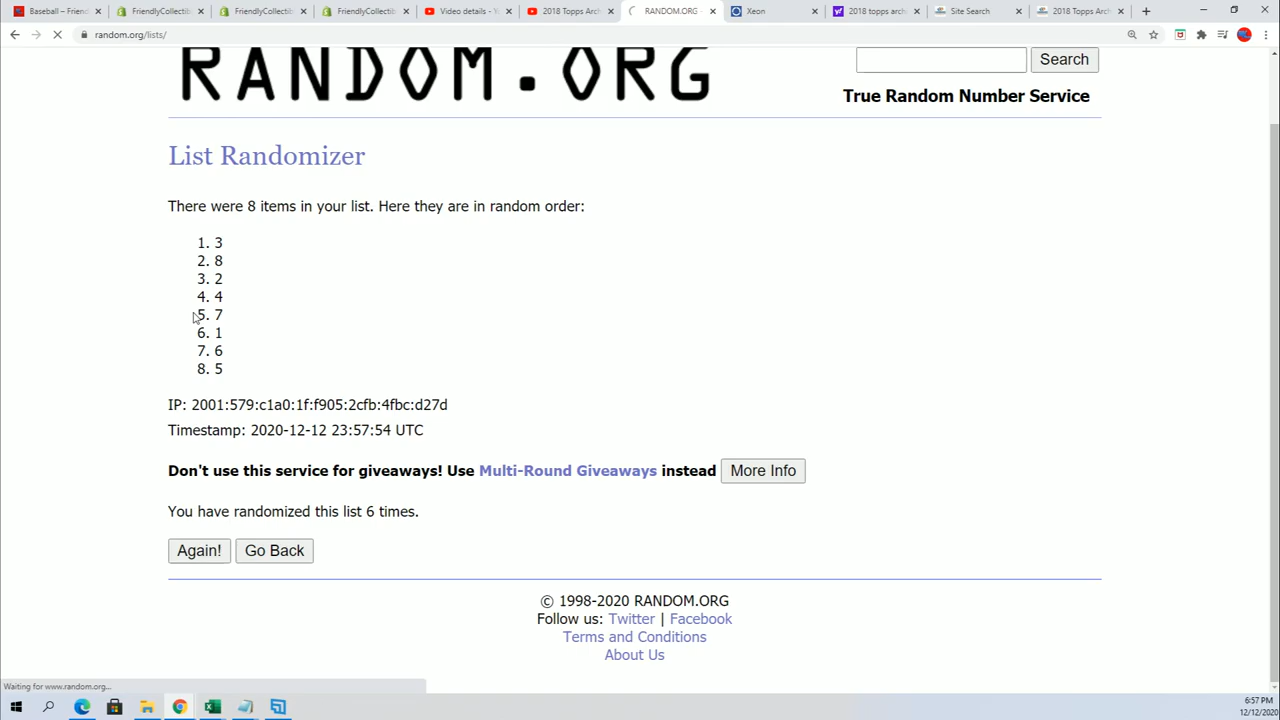 Baseball – Friend
FriendlyCollectib
FriendlyCollectib
FriendlyCollectib
Video details - Y
2018 Topps Arch
RANDOM.ORG -
Xeon
2018 topps arch
Site Search
2018 Topps Arch
random.org/lists/
RANDOM.ORG
Search
True Random Number Service
List Randomizer
There were 8 items in your list. Here they are in random order:
1. 3
2. 8
3. 2
4. 4
5. 7
6. 1
7. 6
8. 5
IP: 2001:579:c1a0:1f:f905:2cfb:4fbc:d27d
Timestamp: 2020-12-12 23:57:54 UTC
Don't use this service for giveaways! Use Multi-Round Giveaways instead More Info
You have randomized this list 6 times.
Again! Go Back
© 1998-2020 RANDOM.ORG
Follow us: Twitter | Facebook
Terms and Conditions
About Us
Waiting for www.random.org...
6:57 PM
12/12/2020